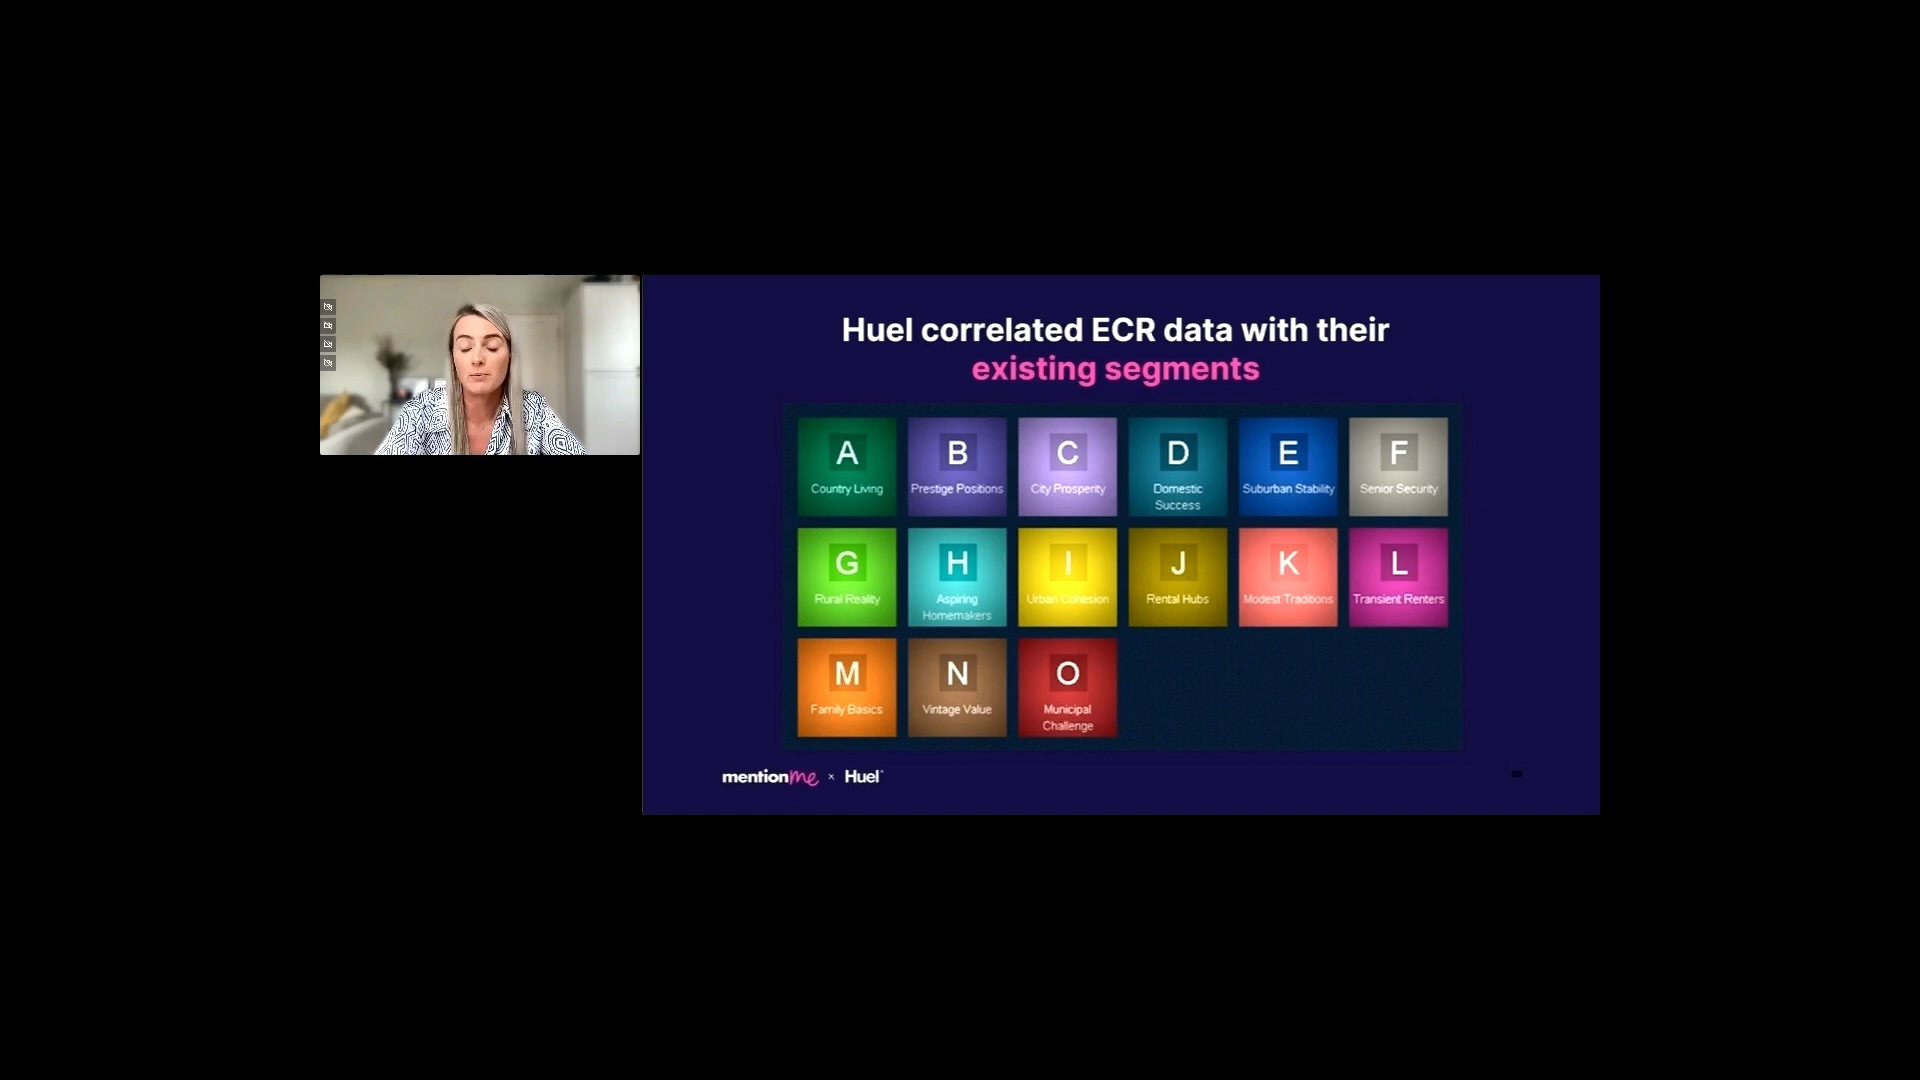 Huel correlated ECR data with their
existing segments
A
Country Living
B
Prestige Positions
C
City Prosperity
D
Domestic
Success
E
Suburban Stability
F
Senior Security
G
Rural Reality
H
Aspiring
Homemakers
I
Urban Cohesion
J
Rental Hubs
K
Modest Traditions
L
Transient Renters
M
Family Basics
N
Vintage Value
O
Municipal
Challenge
mention me × Huel